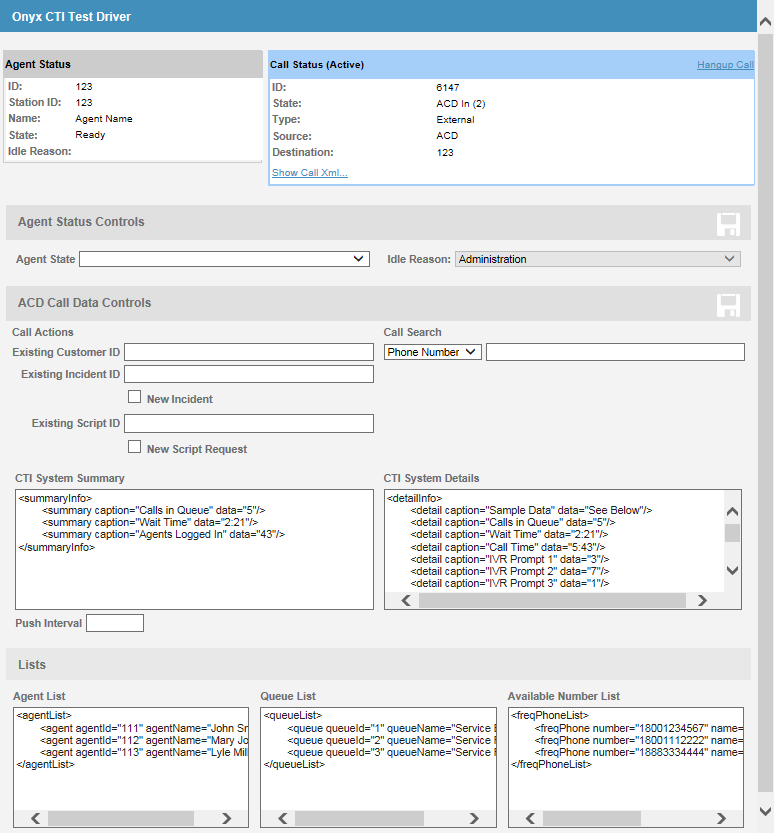 Onyx CTI Test Driver
Agent Status
ID: 123
Station ID: 123
Name: Agent Name
State: Ready
Idle Reason:
Call Status (Active) Hangup Call
ID: 6147
State: ACD In (2)
Type: External
Source: ACD
Destination: 123
Show Call Xml...
Agent Status Controls
Agent State Idle Reason: Administration
ACD Call Data Controls
Call Actions
Existing Customer ID
Existing Incident ID
New Incident
Existing Script ID
New Script Request
Call Search
Phone Number
CTI System Summary
<summaryInfo>
<summary caption="Calls in Queue" data="5"/>
<summary caption="Wait Time" data="2:21"/>
<summary caption="Agents Logged In" data="43"/>
</summaryInfo>
CTI System Details
<detailInfo>
<detail caption="Sample Data" data="See Below"/>
<detail caption="Calls in Queue" data="5"/>
<detail caption="Wait Time" data="2:21"/>
<detail caption="Call Time" data="5:43"/>
<detail caption="IVR Prompt 1" data="3"/>
<detail caption="IVR Prompt 2" data="7"/>
<detail caption="IVR Prompt 3" data="1"/>
Push Interval
Lists
Agent List
<agentList>
<agent agentId="111" agentName="John Sn
<agent agentId="112" agentName="Mary Jo
<agent agentId="113" agentName="Lyle Mil
</agentList>
Queue List
<queueList>
<queue queueId="1" queueName="Service
<queue queueId="2" queueName="Service
<queue queueId="3" queueName="Service
</queueList>
Available Number List
<freqPhoneList>
<freqPhone number="18001234567" name=
<freqPhone number="18001112222" name=
<freqPhone number="18883334444" name=
</freqPhoneList>